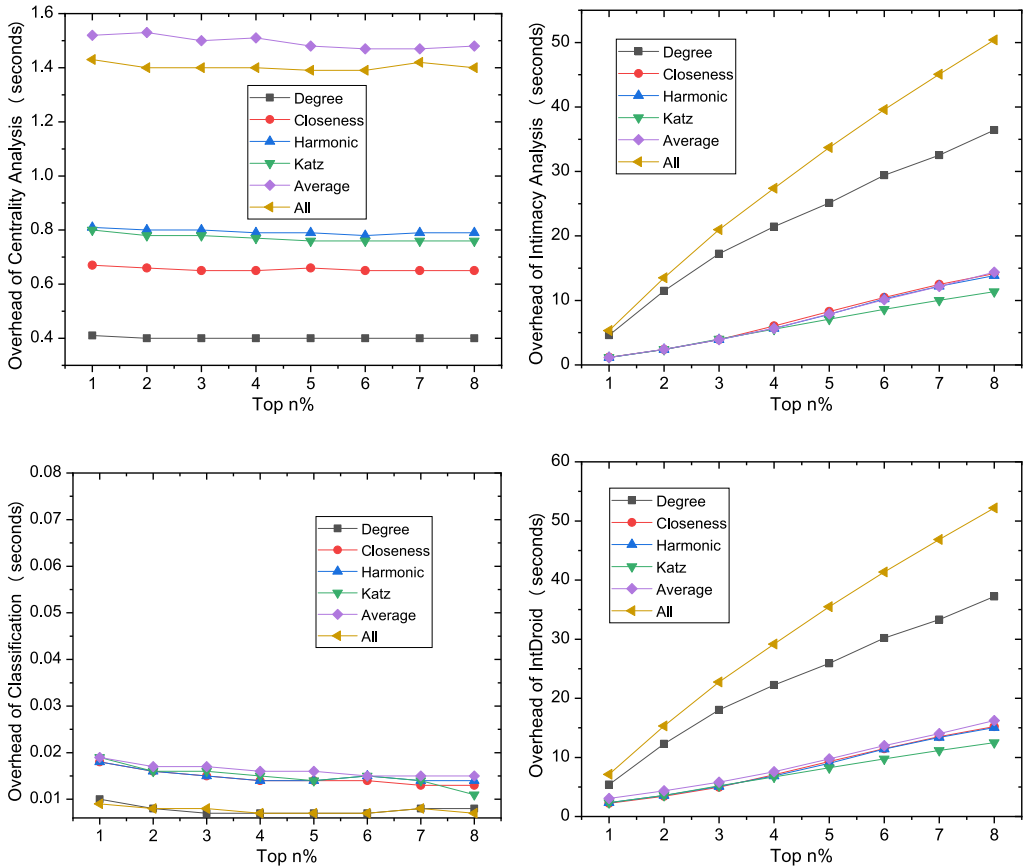 Overhead of Centrality Analysis ( seconds)
1.6
1.4
1.2
1.0
0.8
0.6
0.4
Degree
Closeness
Harmonic
Katz
Average
All
1 2 3 4 5 6 7 8
Top n%
Overhead of Intimacy Analysis ( seconds)
50
40
30
20
10
0
Degree
Closeness
Harmonic
Katz
Average
All
1 2 3 4 5 6 7 8
Top n%
Overhead of Classification ( seconds)
0.08
0.07
0.06
0.05
0.04
0.03
0.02
0.01
Degree
Closeness
Harmonic
Katz
Average
All
1 2 3 4 5 6 7 8
Top n%
Overhead of IntDroid ( seconds)
60
50
40
30
20
10
0
Degree
Closeness
Harmonic
Katz
Average
All
1 2 3 4 5 6 7 8
Top n%